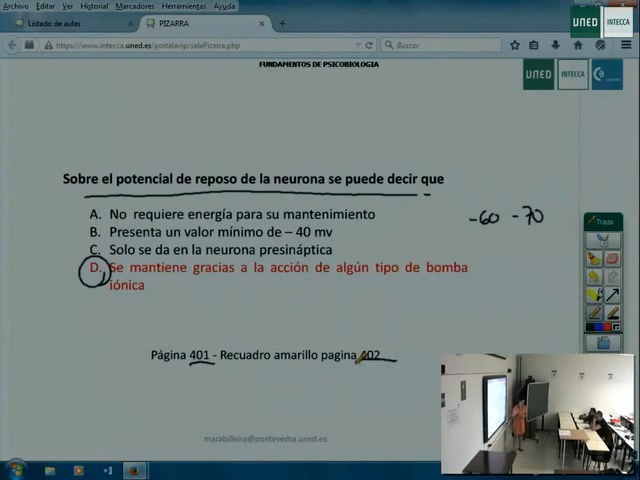 Archivo Editar Ver Historial Marcadores Herramientas Ayuda
Listado de aulas
PIZARRA
https://www.intecca.uned.es/portalavip/salaPizarra.php
Buscar
UNED INTECCA
FUNDAMENTOS DE PSICOBIOLOGIA
UNED INTECCA
Sobre el potencial de reposo de la neurona se puede decir que
A. No requiere energía para su mantenimiento
B. Presenta un valor mínimo de – 40 mv
C. Solo se da en la neurona presináptica
D. Se mantiene gracias a la acción de algún tipo de bomba
iónica
-60 -70
Trazo
Página 401 - Recuadro amarillo pagina 402
marabilleira@pontevedra.uned.es